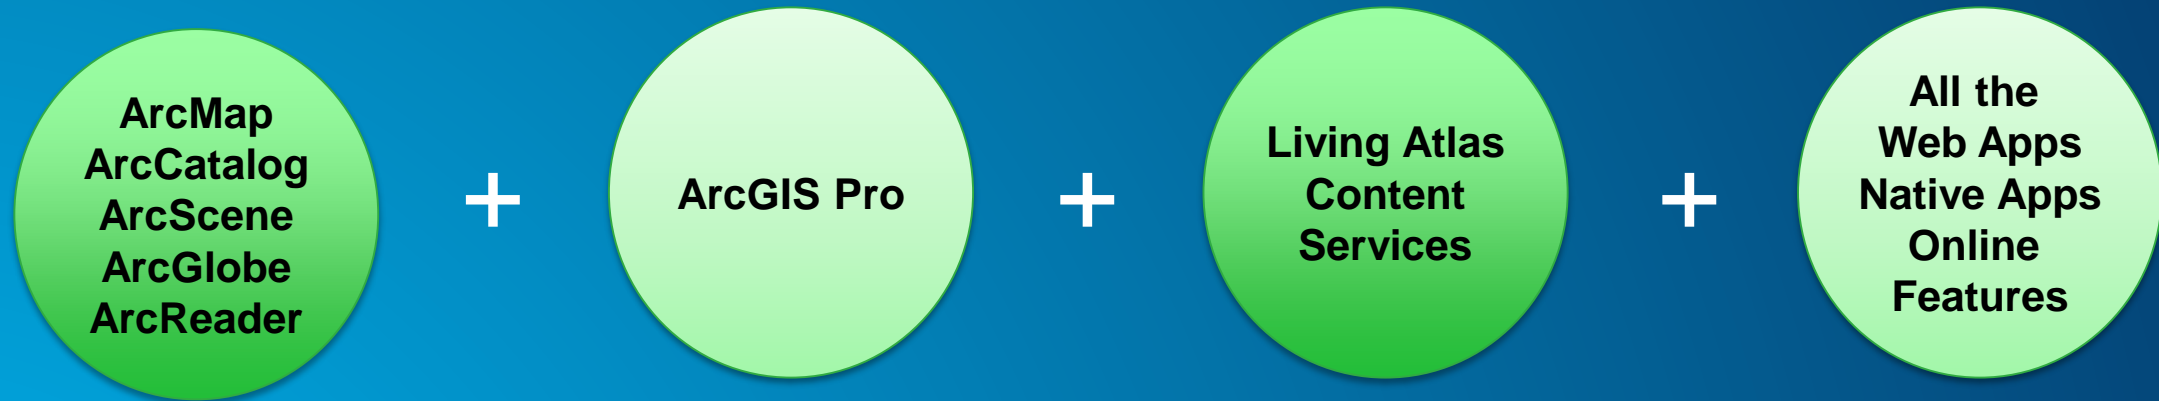 ArcMap
ArcCatalog
ArcScene
ArcGlobe
ArcReader
+
ArcGIS Pro
+
Living Atlas
Content
Services
+
All the
Web Apps
Native Apps
Online
Features